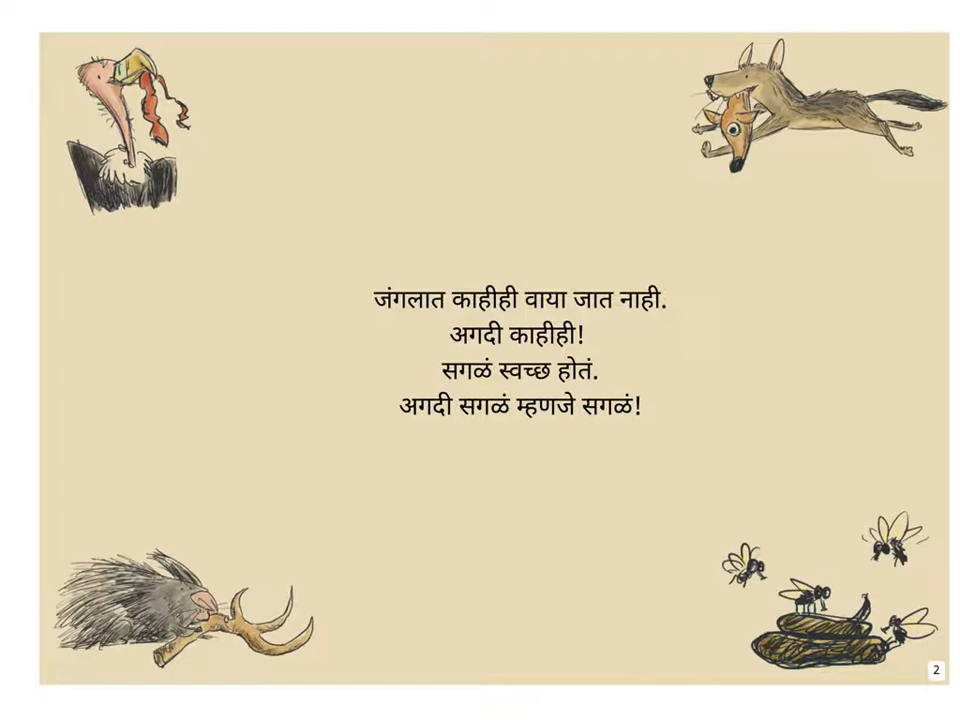 जंगलात काहीही वाया जात नाही.
अगदी काहीही!
सगळं स्वच्छ होतं.
अगदी सगळं म्हणजे सगळं!
2